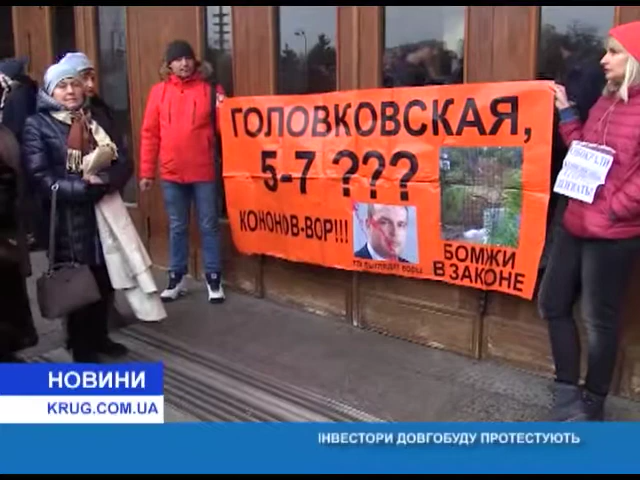 ГОЛОВКОВСКАЯ,
5-7 ???
КОНОНОВ-ВОР!!!
БОМЖИ
В ЗАКОНЕ
НОВИНИ
KRUG.COM.UA
ІНВЕСТОРИ ДОВГОБУДУ ПРОТЕСТУЮТЬ